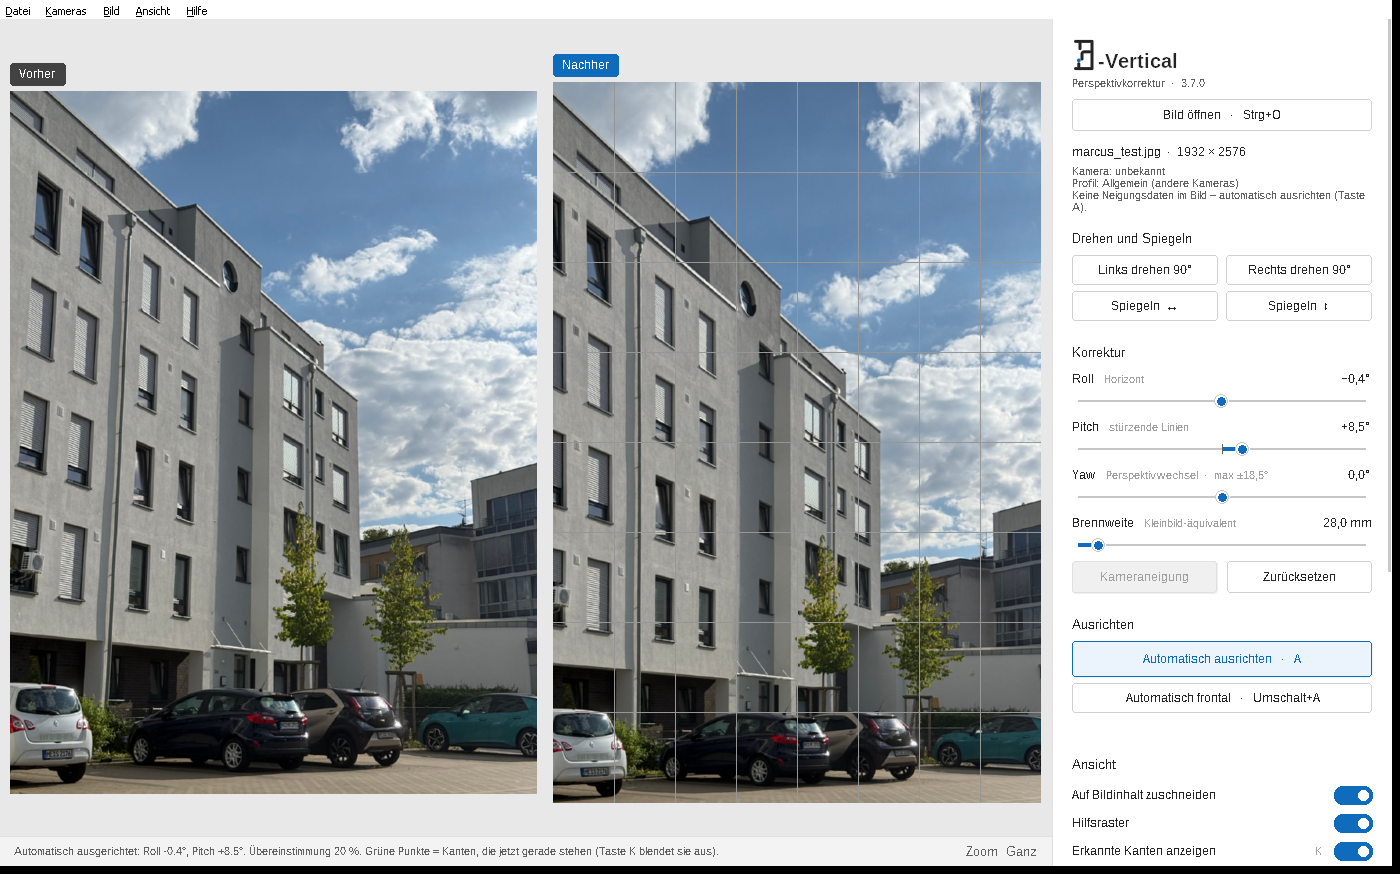 Datei Kameras Bild Ansicht Hilfe
Vorher
Nachher
-Vertical
Perspektivkorrektur · 3.7.0
Bild öffnen · Strg+O
marcus_test.jpg · 1932 × 2576
Kamera: unbekannt
Profil: Allgemein (andere Kameras)
Keine Neigungsdaten im Bild – automatisch ausrichten (Taste
A).
Drehen und Spiegeln
Links drehen 90° Rechts drehen 90°
Spiegeln ↔ Spiegeln ↕
Korrektur
Roll Horizont −0,4°
Pitch stürzende Linien +8,5°
Yaw Perspektivwechsel · max ±18,5° 0,0°
Brennweite Kleinbild-äquivalent 28,0 mm
Kameraneigung Zurücksetzen
Ausrichten
Automatisch ausrichten · A
Automatisch frontal · Umschalt+A
Ansicht
Auf Bildinhalt zuschneiden
Hilfsraster
Erkannte Kanten anzeigen K
Automatisch ausgerichtet: Roll -0.4°, Pitch +8.5°. Übereinstimmung 20 %. Grüne Punkte = Kanten, die jetzt gerade stehen (Taste K blendet sie aus).
Zoom Ganz